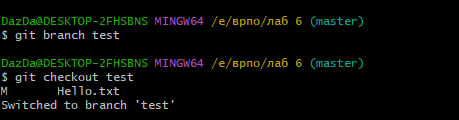 DazDa@DESKTOP-2FHSBNS MINGW64 /e/врпо/лаб 6 (master)
$ git branch test
DazDa@DESKTOP-2FHSBNS MINGW64 /e/врпо/лаб 6 (master)
$ git checkout test
M       Hello.txt
Switched to branch 'test'